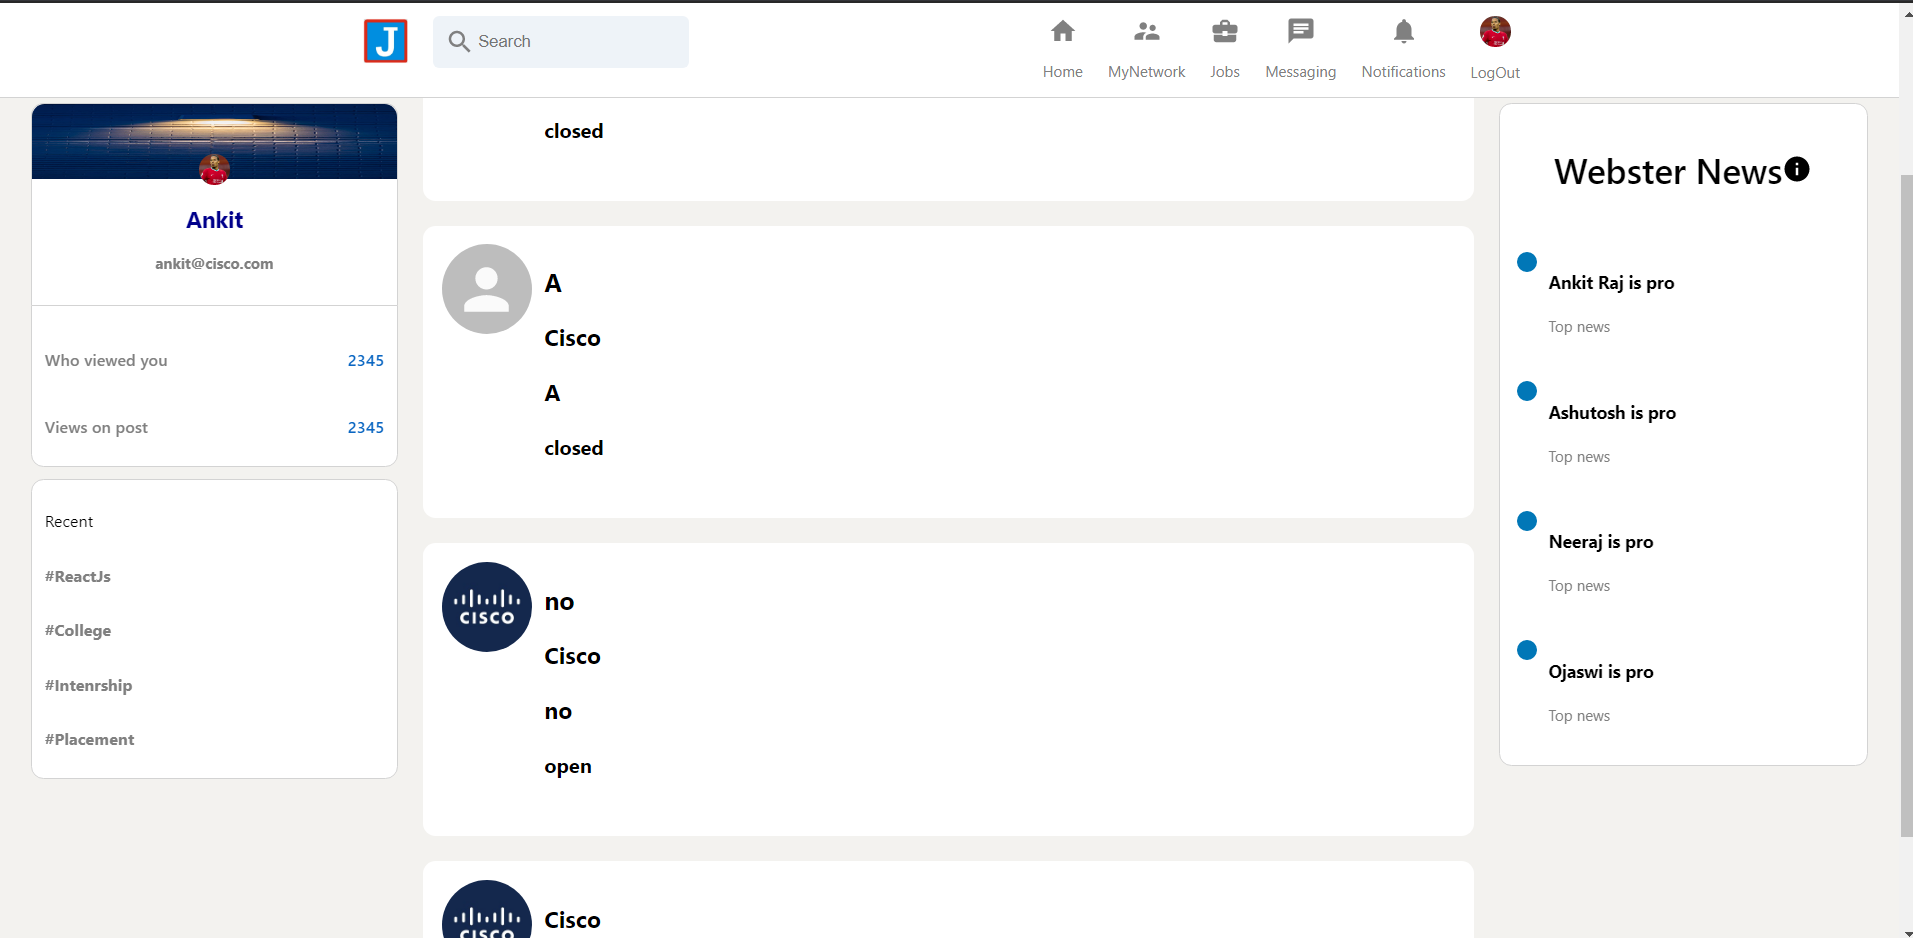 J
Search
Home
MyNetwork
Jobs
Messaging
Notifications
LogOut
Ankit
ankit@cisco.com
Who viewed you 2345
Views on post 2345
Recent
#ReactJs
#College
#Intenrship
#Placement
closed
A
Cisco
A
closed
CISCO
no
Cisco
no
open
CISCO
Cisco
Webster News
Ankit Raj is pro
Top news
Ashutosh is pro
Top news
Neeraj is pro
Top news
Ojaswi is pro
Top news